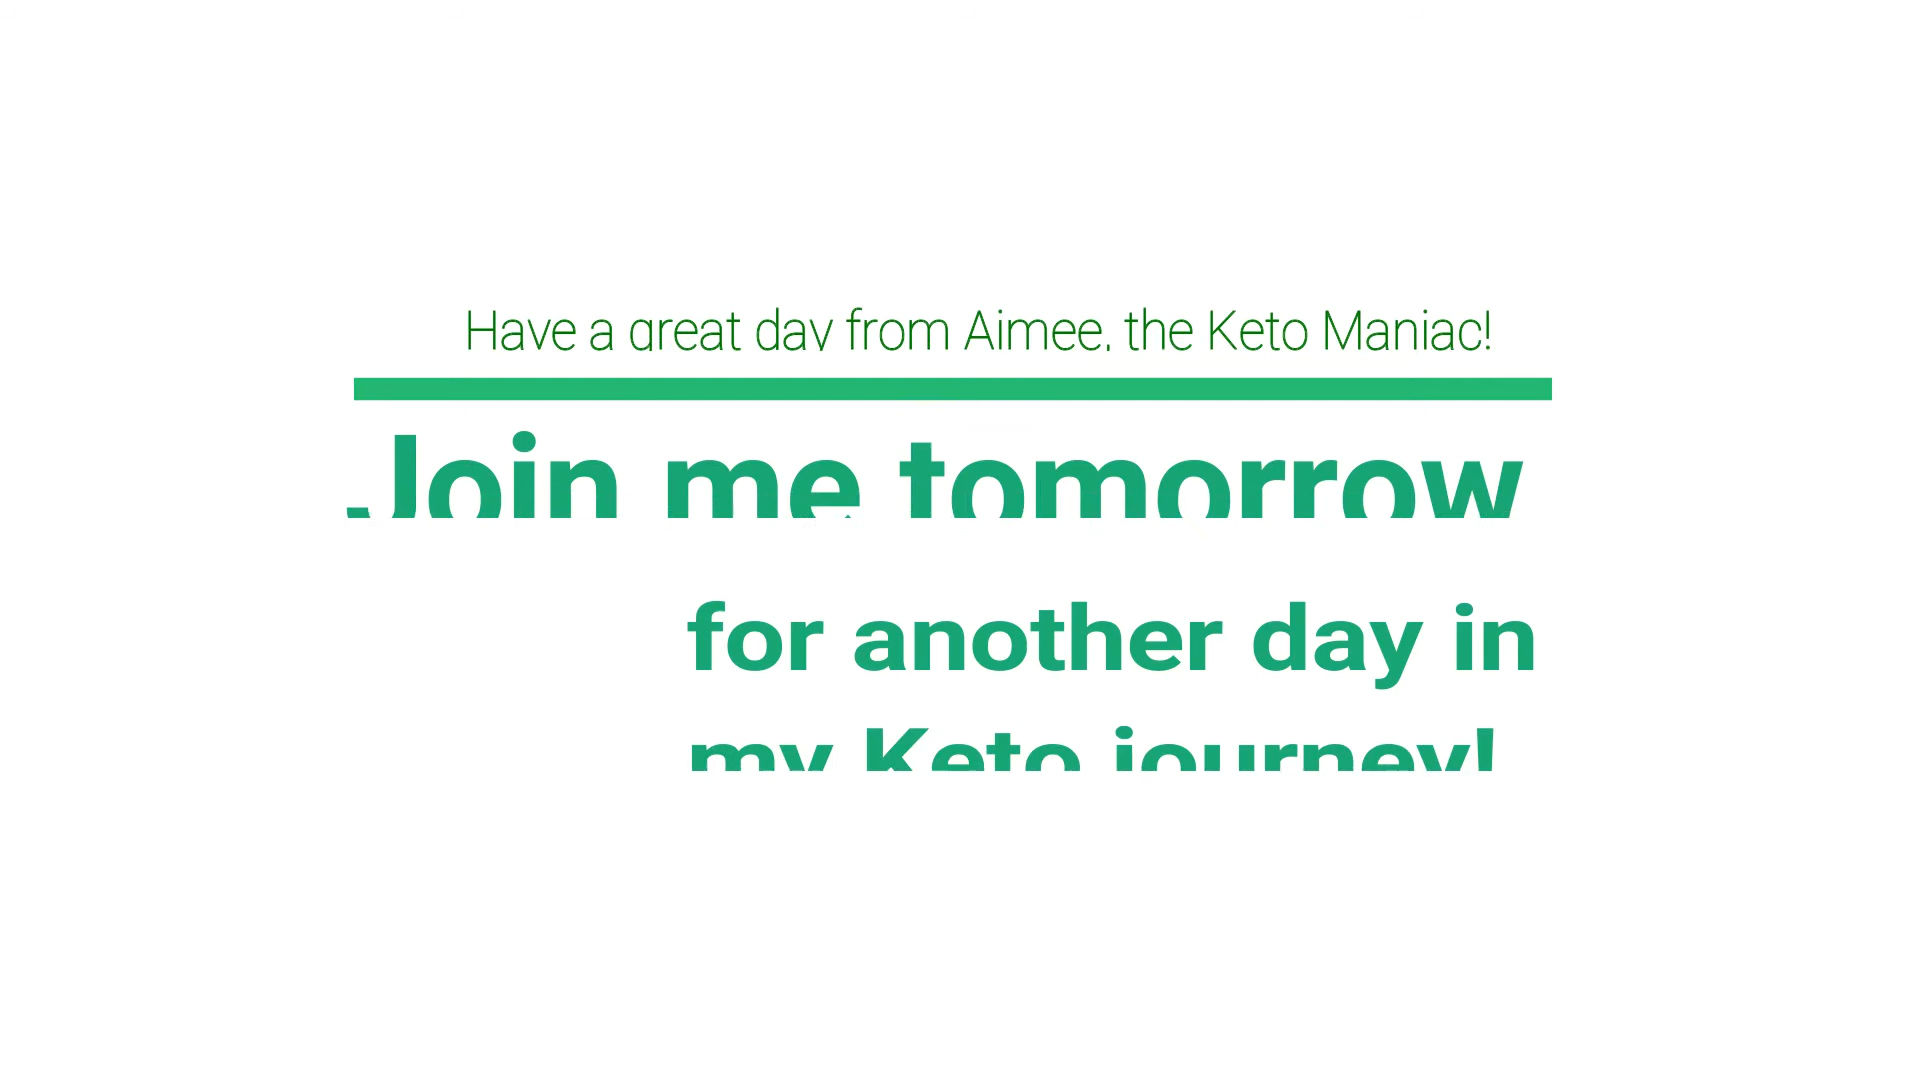 Have a great day from Aimee, the Keto Maniac!
Join me tomorrow
for another day in
my Keto journey!